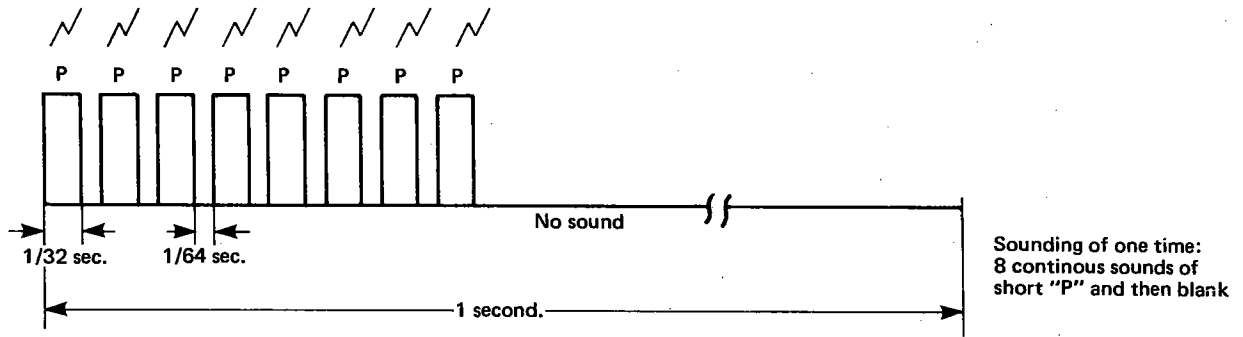 P P P P P P P P
No sound
1/32 sec. 1/64 sec.
Sounding of one time:
8 continous sounds of
short "P" and then blank
1 second.